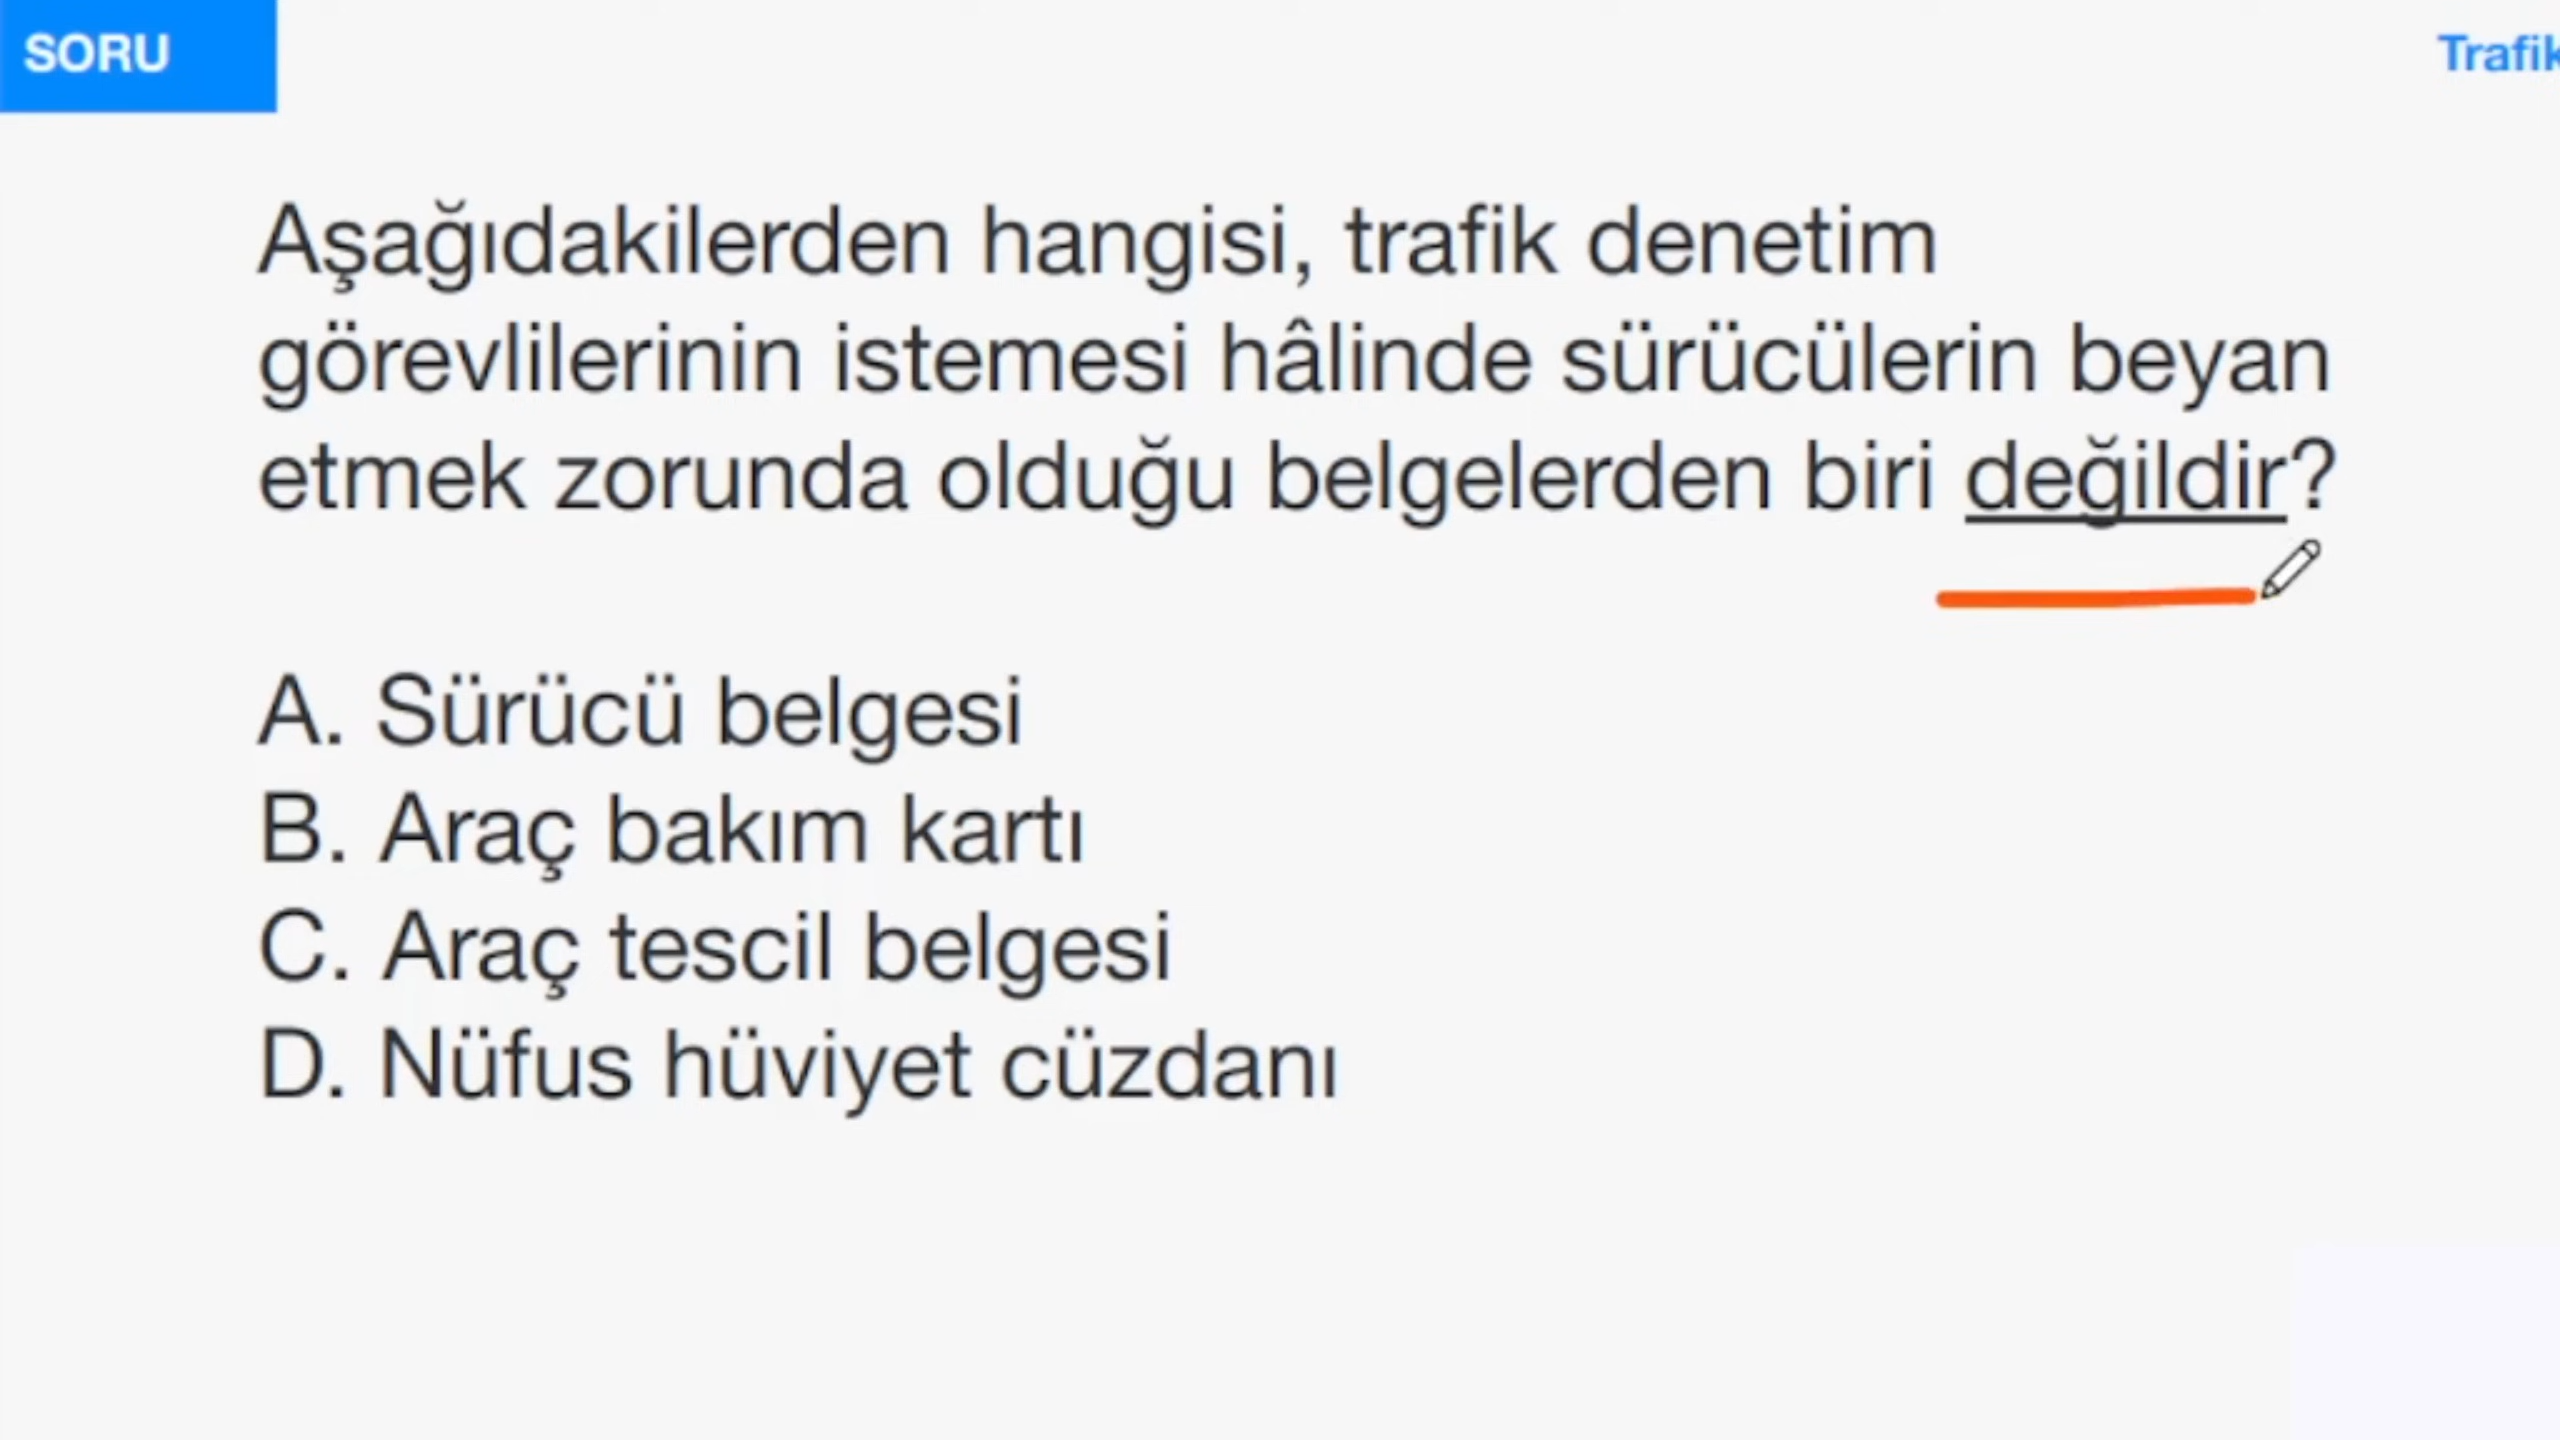 SORU
Trafik
Aşağıdakilerden hangisi, trafik denetim
görevlilerinin istemesi hâlinde sürücülerin beyan
etmek zorunda olduğu belgelerden biri değildir?
A. Sürücü belgesi
B. Araç bakım kartı
C. Araç tescil belgesi
D. Nüfus hüviyet cüzdanı